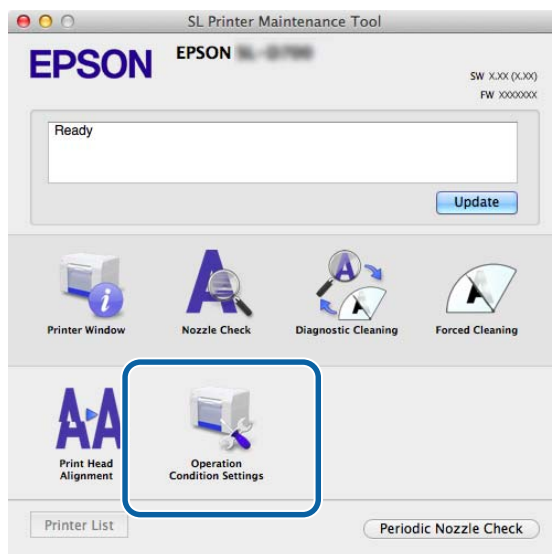 SL Printer Maintenance Tool
EPSON
EPSON
SW X.XX (X.XX)
FW XXXXXXX
Ready
Update
Printer Window
Nozzle Check
Diagnostic Cleaning
Forced Cleaning
Print Head
Alignment
Operation
Condition Settings
Printer List
Periodic Nozzle Check